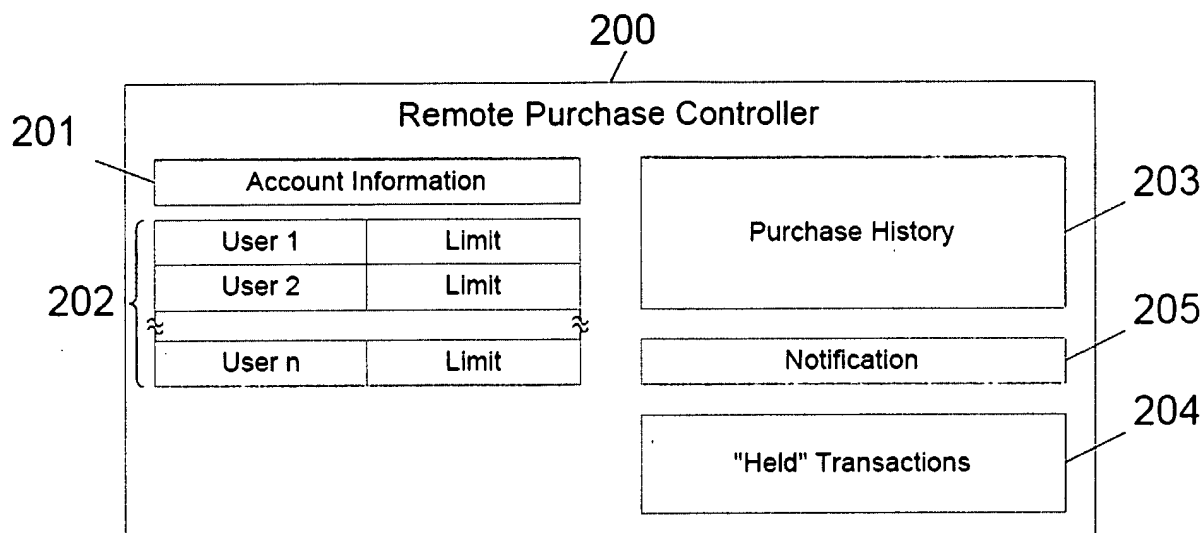 200
Remote Purchase Controller
201
Account Information
203
Purchase History
User 1 Limit
User 2 Limit
202
User n Limit
205
Notification
204
"Held" Transactions